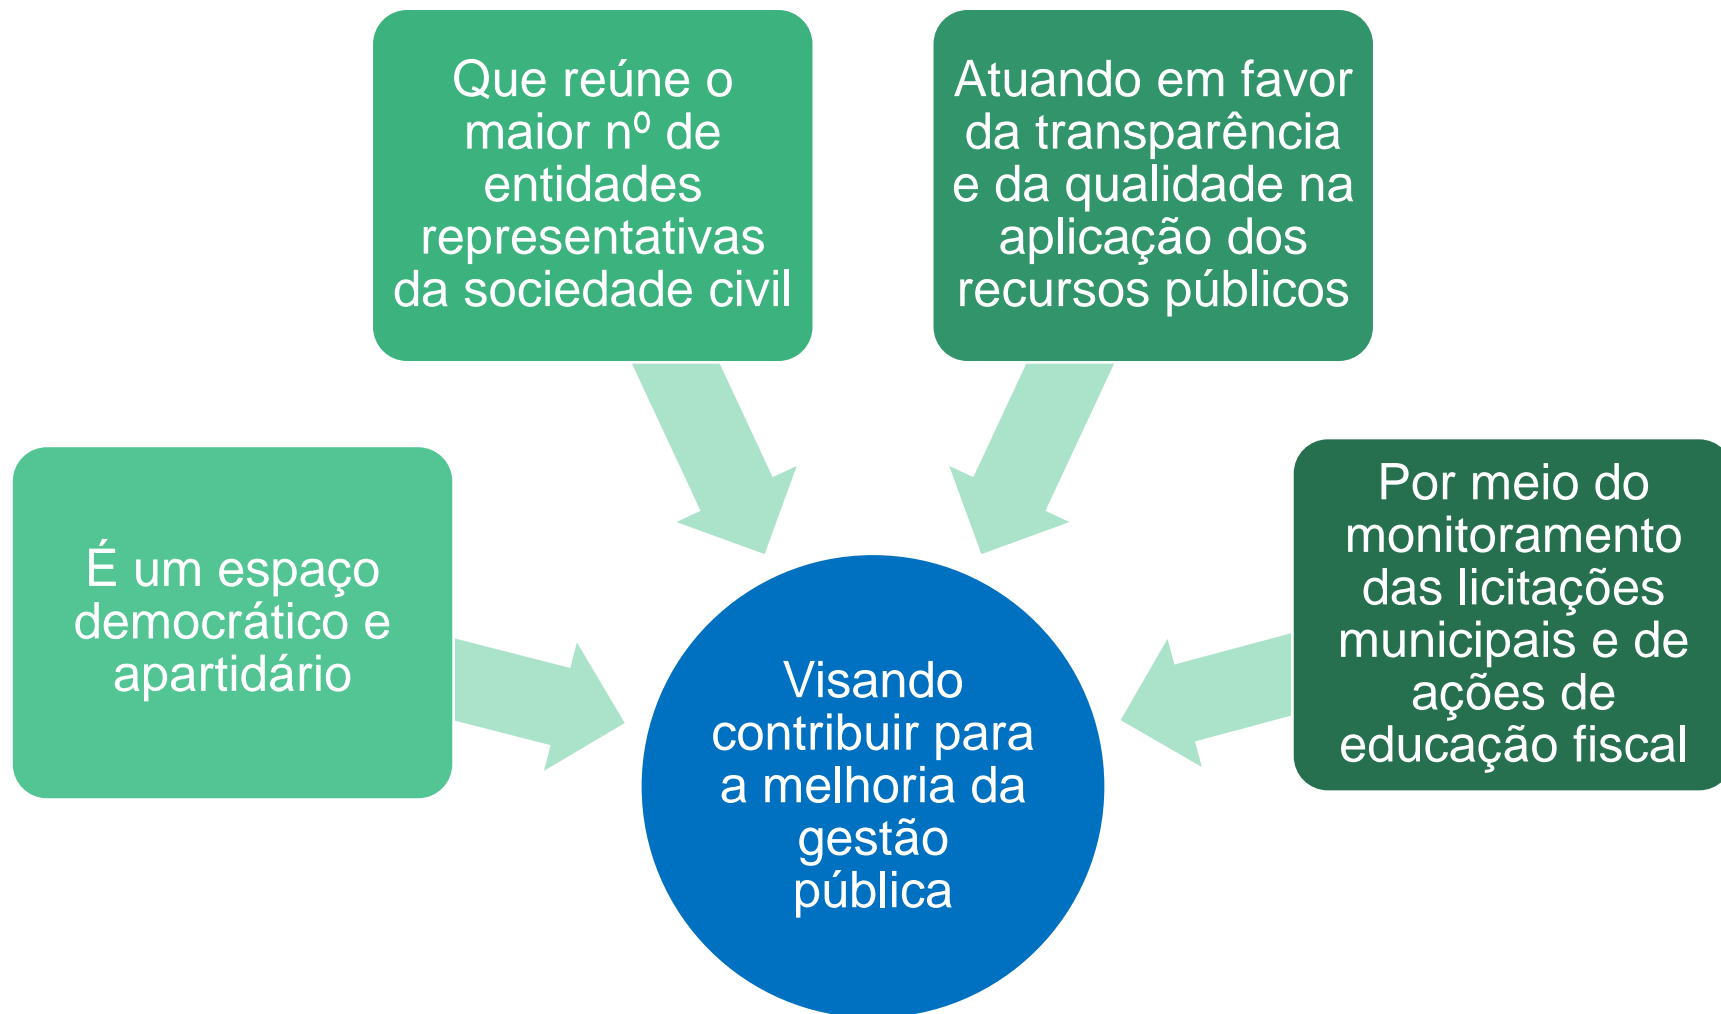 É um espaço
democrático e
apartidário
Que reúne o
maior nº de
entidades
representativas
da sociedade civil
Atuando em favor
da transparência
e da qualidade na
aplicação dos
recursos públicos
Por meio do
monitoramento
das licitações
municipais e de
ações de
educação fiscal
Visando
contribuir para
a melhoria da
gestão
pública